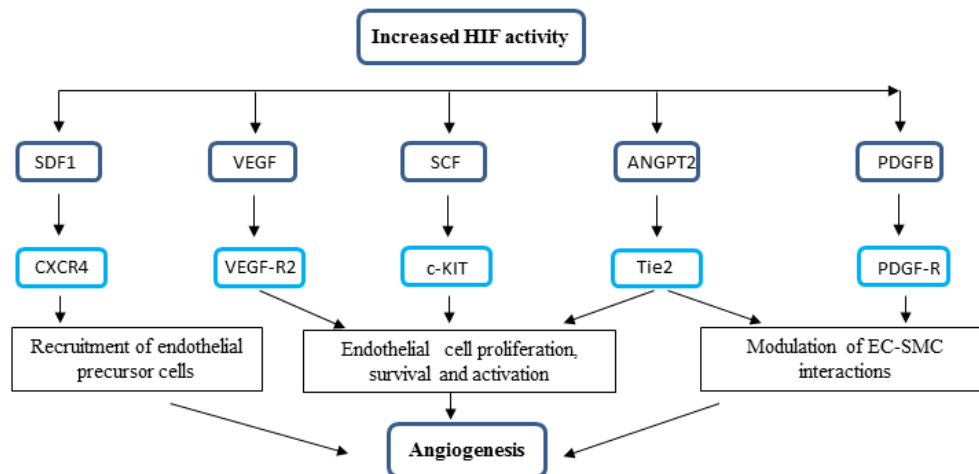 Increased HIF activity
SDF1
VEGF
SCF
ANGPT2
PDGFB
CXCR4
VEGF-R2
c-KIT
Tie2
PDGF-R
Recruitment of endothelial
precursor cells
Endothelial cell proliferation,
survival and activation
Modulation of EC-SMC
interactions
Angiogenesis